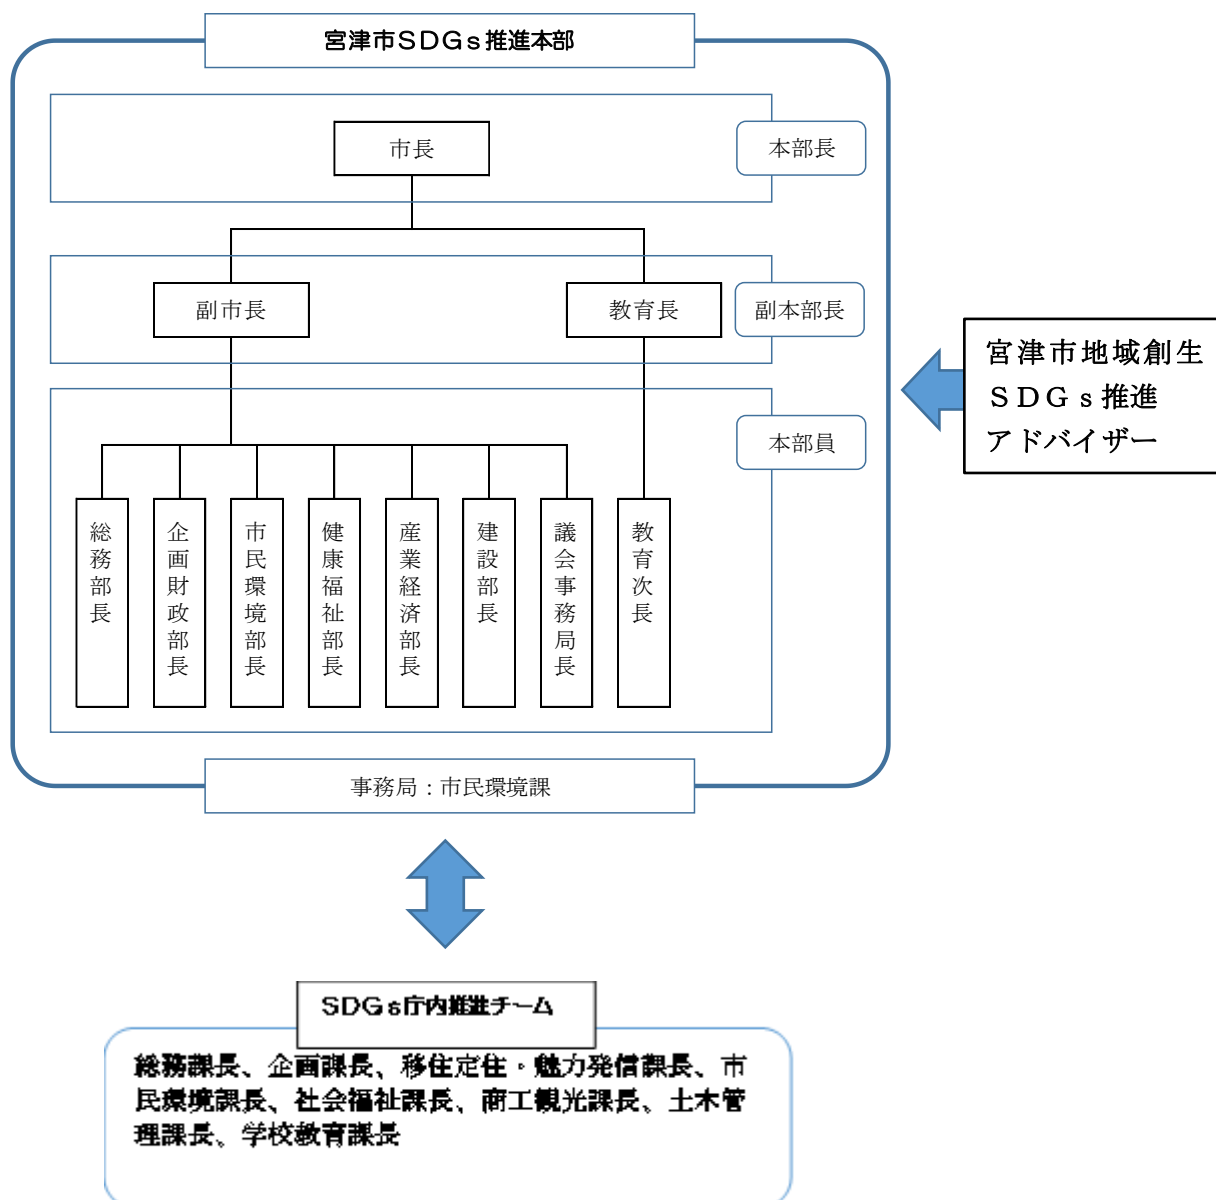 宮津市ＳＤＧｓ推進本部
市長
本部長
副市長
教育長
副本部長
宮津市地域創生
ＳＤＧｓ推進
アドバイザー
本部員
総務部長
企画財政部長
市民環境部長
健康福祉部長
産業経済部長
建設部長
議会事務局長
教育次長
事務局：市民環境課
ＳＤＧｓ庁内推進チーム
総務課長、企画課長、移住定住・魅力発信課長、市
民環境課長、社会福祉課長、商工観光課長、土木管
理課長、学校教育課長